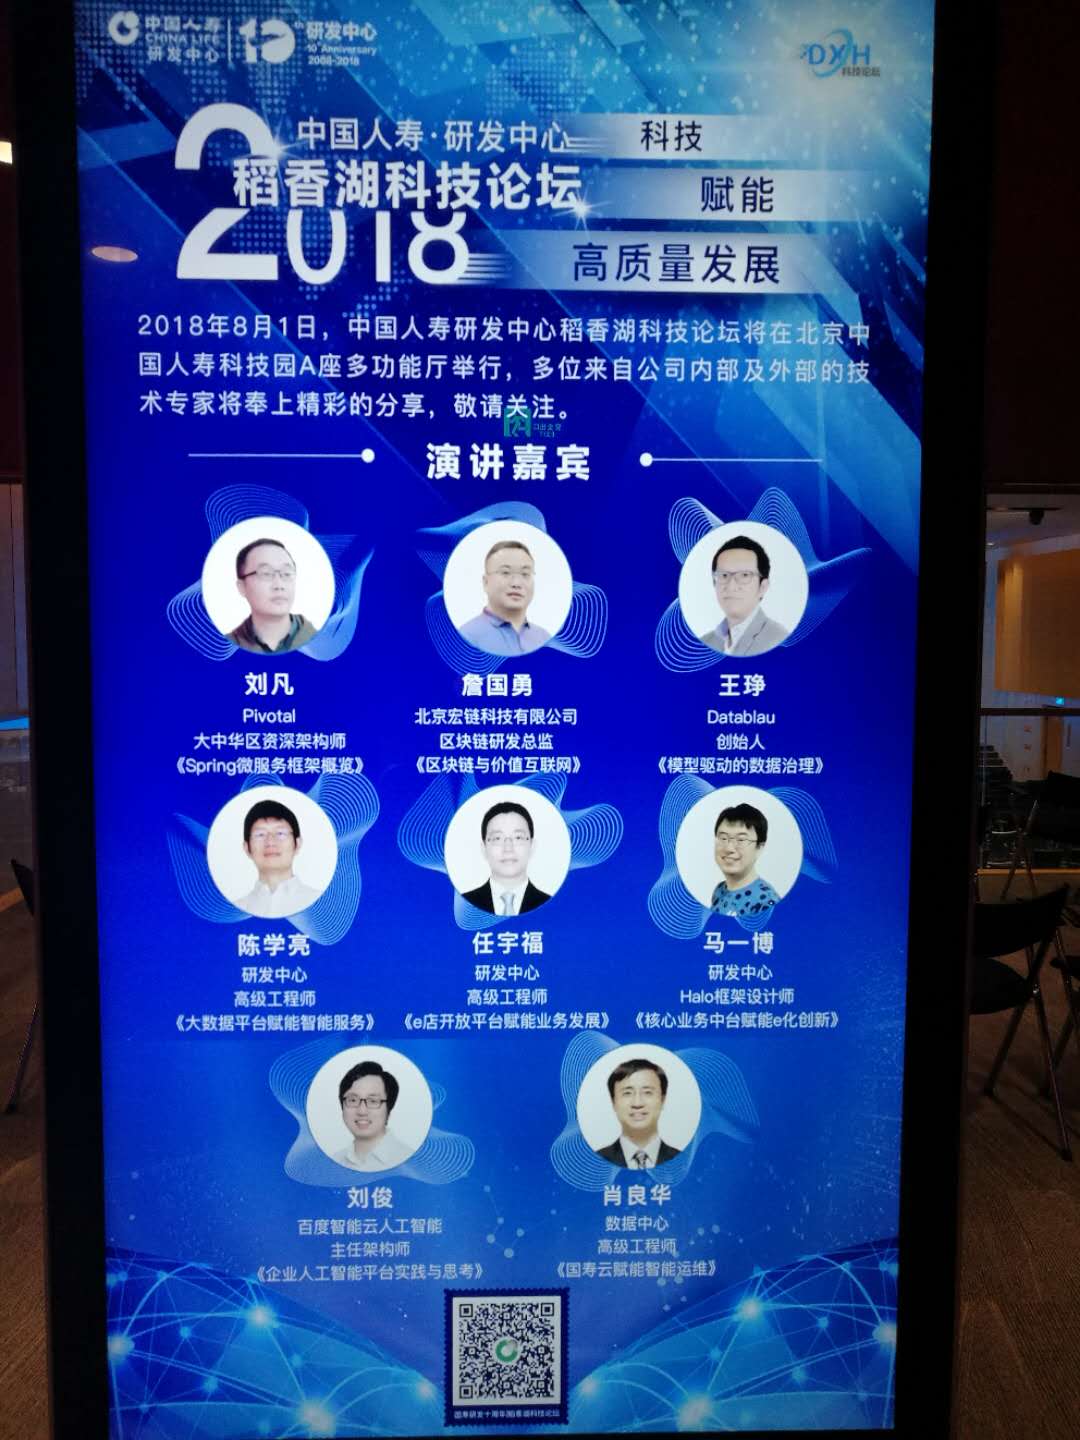 中国人寿
CHINA LIFE
研发中心
10th
研发中心
10 Anniversary
2008-2018
DXH
科技论坛
中国人寿·研发中心
稻香湖科技论坛
2018
科技
赋能
高质量发展
2018年8月1日，中国人寿研发中心稻香湖科技论坛将在北京中
国人寿科技园A座多功能厅举行，多位来自公司内部及外部的技
术专家将奉上精彩的分享，敬请关注。
演讲嘉宾
刘凡
Pivotal
大中华区资深架构师
《Spring微服务框架概览》
詹国勇
北京宏链科技有限公司
区块链研发总监
《区块链与价值互联网》
王琤
Datablau
创始人
《模型驱动的数据治理》
陈学亮
研发中心
高级工程师
《大数据平台赋能智能服务》
任宇福
研发中心
高级工程师
《e店开放平台赋能业务发展》
马一博
研发中心
Halo框架设计师
《核心业务中台赋能e化创新》
刘俊
百度智能云人工智能
主任架构师
《企业人工智能平台实践与思考》
肖良华
数据中心
高级工程师
《国寿云赋能智能运维》
国寿研发十周年|稻香湖科技论坛